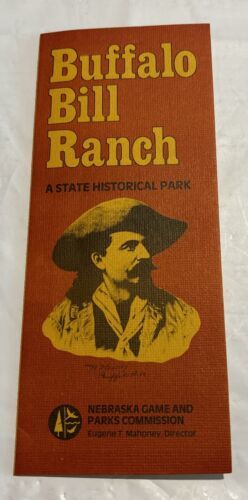 Buffalo
Bill
Ranch
A STATE HISTORICAL PARK
NEBRASKA GAME AND
PARKS COMMISSION
Eugene T. Mahoney, Director